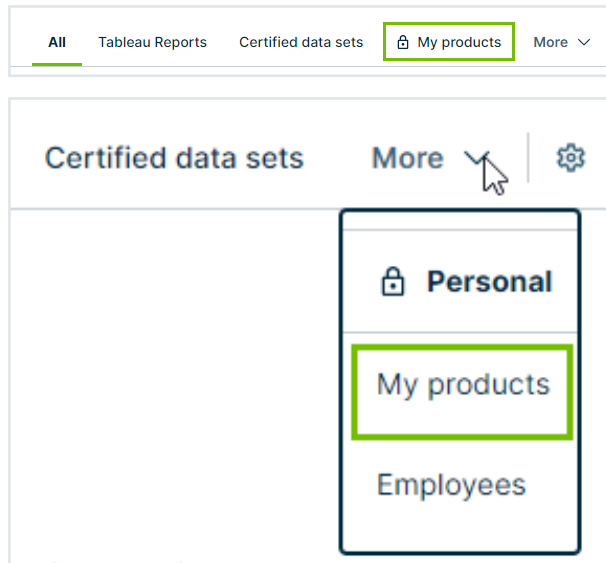 All Tableau Reports Certified data sets My products More
Certified data sets More
Personal
My products
Employees